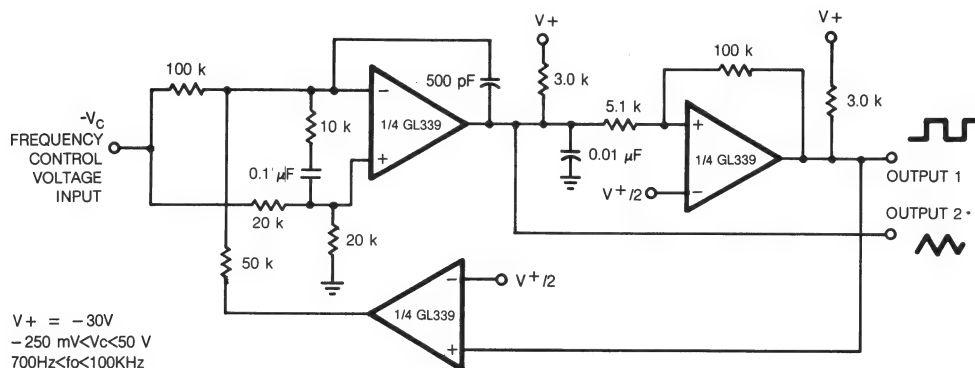 V+
V+
100 k
100 k
500 pF
3.0 k
3.0 k
-VC
FREQUENCY
CONTROL
VOLTAGE
INPUT
-
1/4 GL339
+
10 k
5.1 k
+
1/4 GL339
-
0.1 µF
0.01 µF
V+/2
OUTPUT 1
20 k
20 k
OUTPUT 2
50 k
-
V+/2
1/4 GL339
+
V+ = -30V
-250 mV<Vc<50 V
700Hz<fo<100KHz